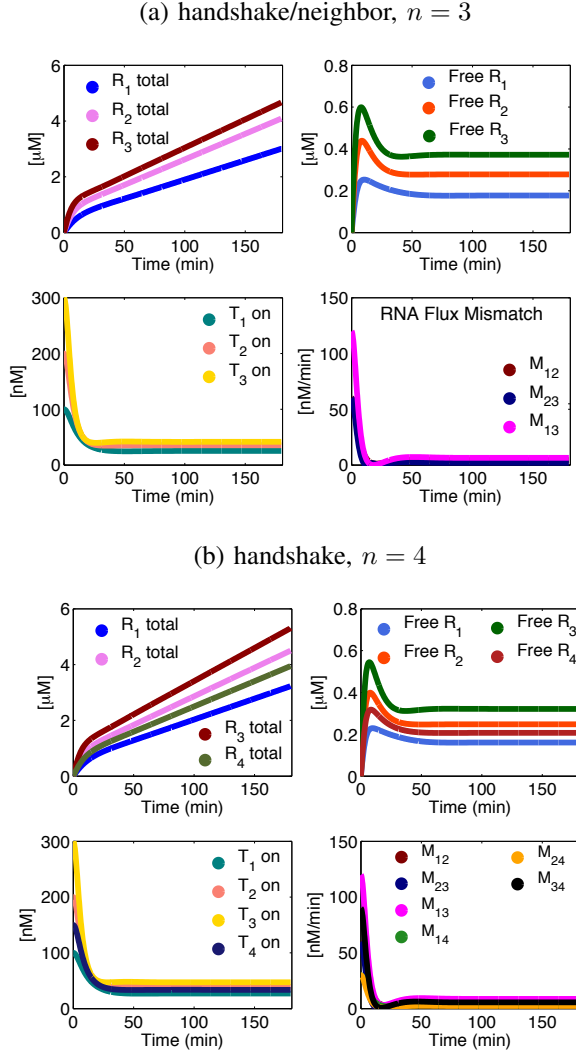 (a) handshake/neighbor, n = 3
[μM]
6
4
2
0
R₁ total
R₂ total
R₃ total
0 50 100 150
Time (min)
[μM]
0.8
0.6
0.4
0.2
0
Free R₁
Free R₂
Free R₃
0 50 100 150
Time (min)
[nM]
300
200
100
0
T₁ on
T₂ on
T₃ on
0 50 100 150
Time (min)
[nM/min]
150
100
50
0
RNA Flux Mismatch
M₁₂
M₂₃
M₁₃
0 50 100 150
Time (min)
(b) handshake, n = 4
[μM]
6
4
2
0
R₁ total
R₂ total
R₃ total
R₄ total
0 50 100 150
Time (min)
[μM]
0.8
0.6
0.4
0.2
0
Free R₁ Free R₃
Free R₂ Free R₄
0 50 100 150
Time (min)
[nM]
300
200
100
0
T₁ on
T₂ on
T₃ on
T₄ on
0 50 100 150
Time (min)
[nM/min]
150
100
50
0
M₁₂ M₂₄
M₂₃ M₃₄
M₁₃
M₁₄
0 50 100 150
Time (min)